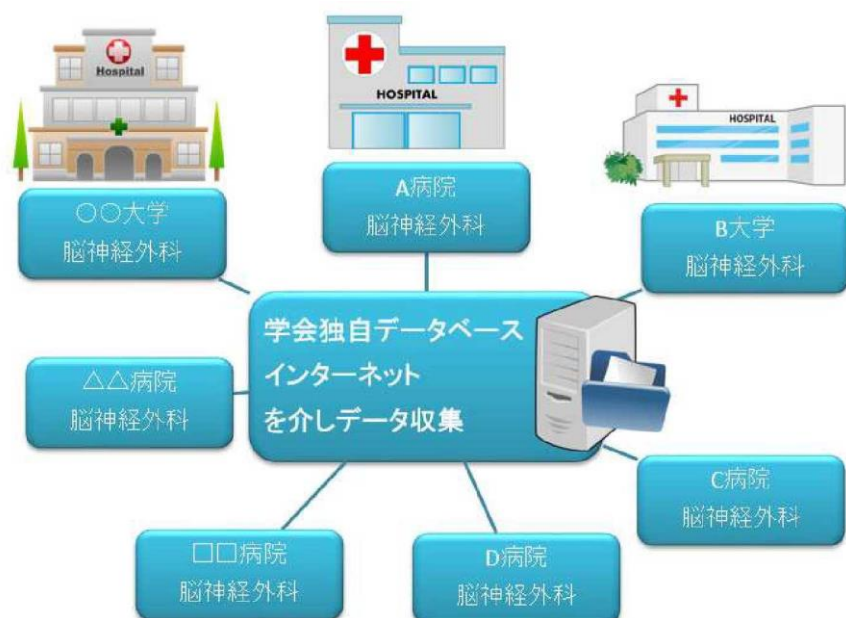 Hospital
HOSPITAL
HOSPITAL
○○大学
脳神経外科
A病院
脳神経外科
B大学
脳神経外科
学会独自データベース
インターネット
を介しデータ収集
△△病院
脳神経外科
C病院
脳神経外科
□□病院
脳神経外科
D病院
脳神経外科